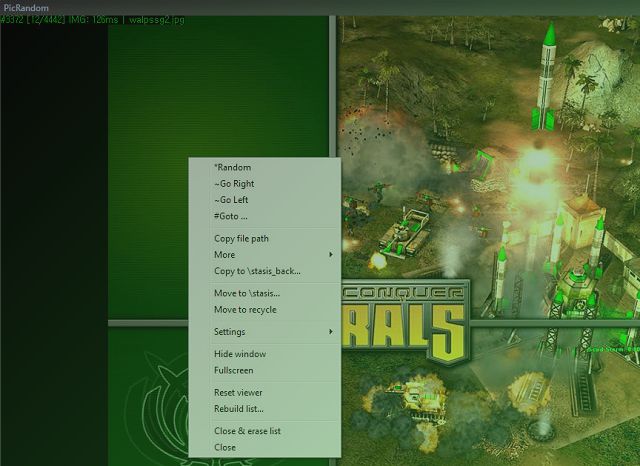 PicRandom
#3372 [12/4442] IMG: 126ms | walpssg2.jpg
*Random
~Go Right
~Go Left
#Goto ...
Copy file path
More
Copy to \stasis_back...
Move to \stasis...
Move to recycle
Settings
Hide window
Fullscreen
Reset viewer
Rebuild list...
Close & erase list
Close
CONQUER
RALS